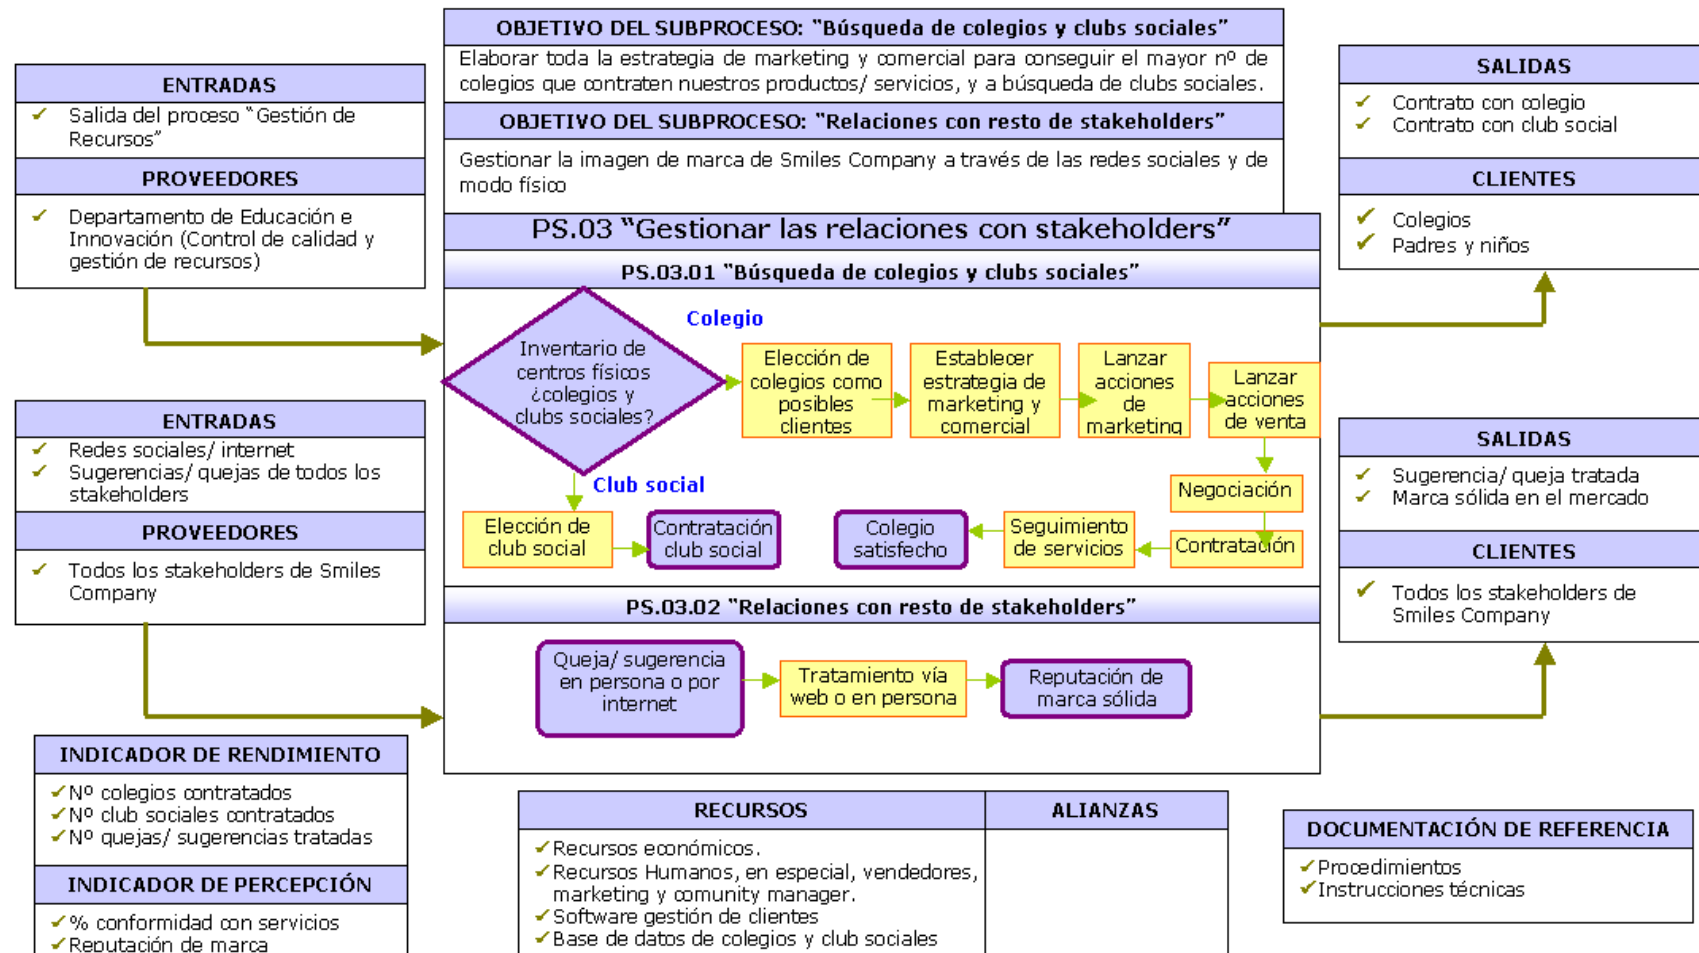 OBJETIVO DEL SUBPROCESO: "Búsqueda de colegios y clubs sociales"
Elaborar toda la estrategia de marketing y comercial para conseguir el mayor nº de
colegios que contraten nuestros productos/ servicios, y a búsqueda de clubs sociales.
OBJETIVO DEL SUBPROCESO: "Relaciones con resto de stakeholders"
Gestionar la imagen de marca de Smiles Company a través de las redes sociales y de
modo físico
ENTRADAS
Salida del proceso "Gestión de
Recursos"
PROVEEDORES
Departamento de Educación e
Innovación (Control de calidad y
gestión de recursos)
SALIDAS
Contrato con colegio
Contrato con club social
CLIENTES
Colegios
Padres y niños
PS.03 "Gestionar las relaciones con stakeholders"
PS.03.01 "Búsqueda de colegios y clubs sociales"
Inventario de
centros físicos
¿colegios y
clubs sociales?
Colegio
Elección de
colegios como
posibles
clientes
Establecer
estrategia de
marketing y
comercial
Lanzar
acciones
de
marketing
Lanzar
acciones
de venta
Negociación
Contratación
Seguimiento
de servicios
Colegio
satisfecho
Club social
Elección de
club social
Contratación
club social
ENTRADAS
Redes sociales/ internet
Sugerencias/ quejas de todos los
stakeholders
PROVEEDORES
Todos los stakeholders de Smiles
Company
SALIDAS
Sugerencia/ queja tratada
Marca sólida en el mercado
CLIENTES
Todos los stakeholders de
Smiles Company
PS.03.02 "Relaciones con resto de stakeholders"
Queja/ sugerencia
en persona o por
internet
Tratamiento vía
web o en persona
Reputación de
marca sólida
INDICADOR DE RENDIMIENTO
Nº colegios contratados
Nº club sociales contratados
Nº quejas/ sugerencias tratadas
INDICADOR DE PERCEPCIÓN
% conformidad con servicios
Reputación de marca
RECURSOS
Recursos económicos.
Recursos Humanos, en especial, vendedores,
marketing y comunity manager.
Software gestión de clientes
Base de datos de colegios y club sociales
ALIANZAS
DOCUMENTACIÓN DE REFERENCIA
Procedimientos
Instrucciones técnicas